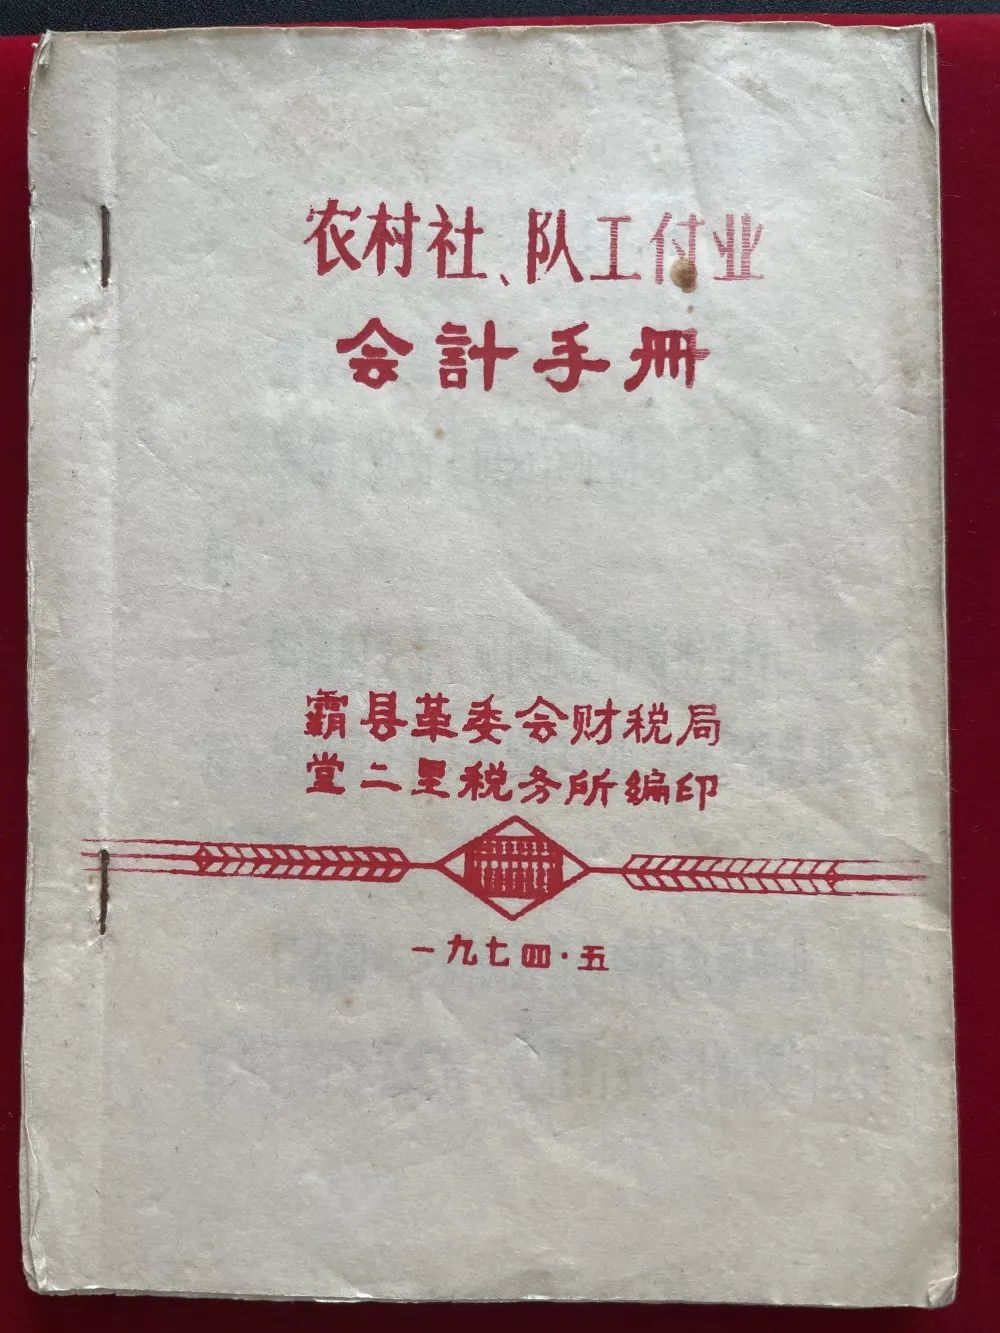 农村社、队工付业
会計手册
霸县革委会财税局
堂二里税务所编印
一九七四·五